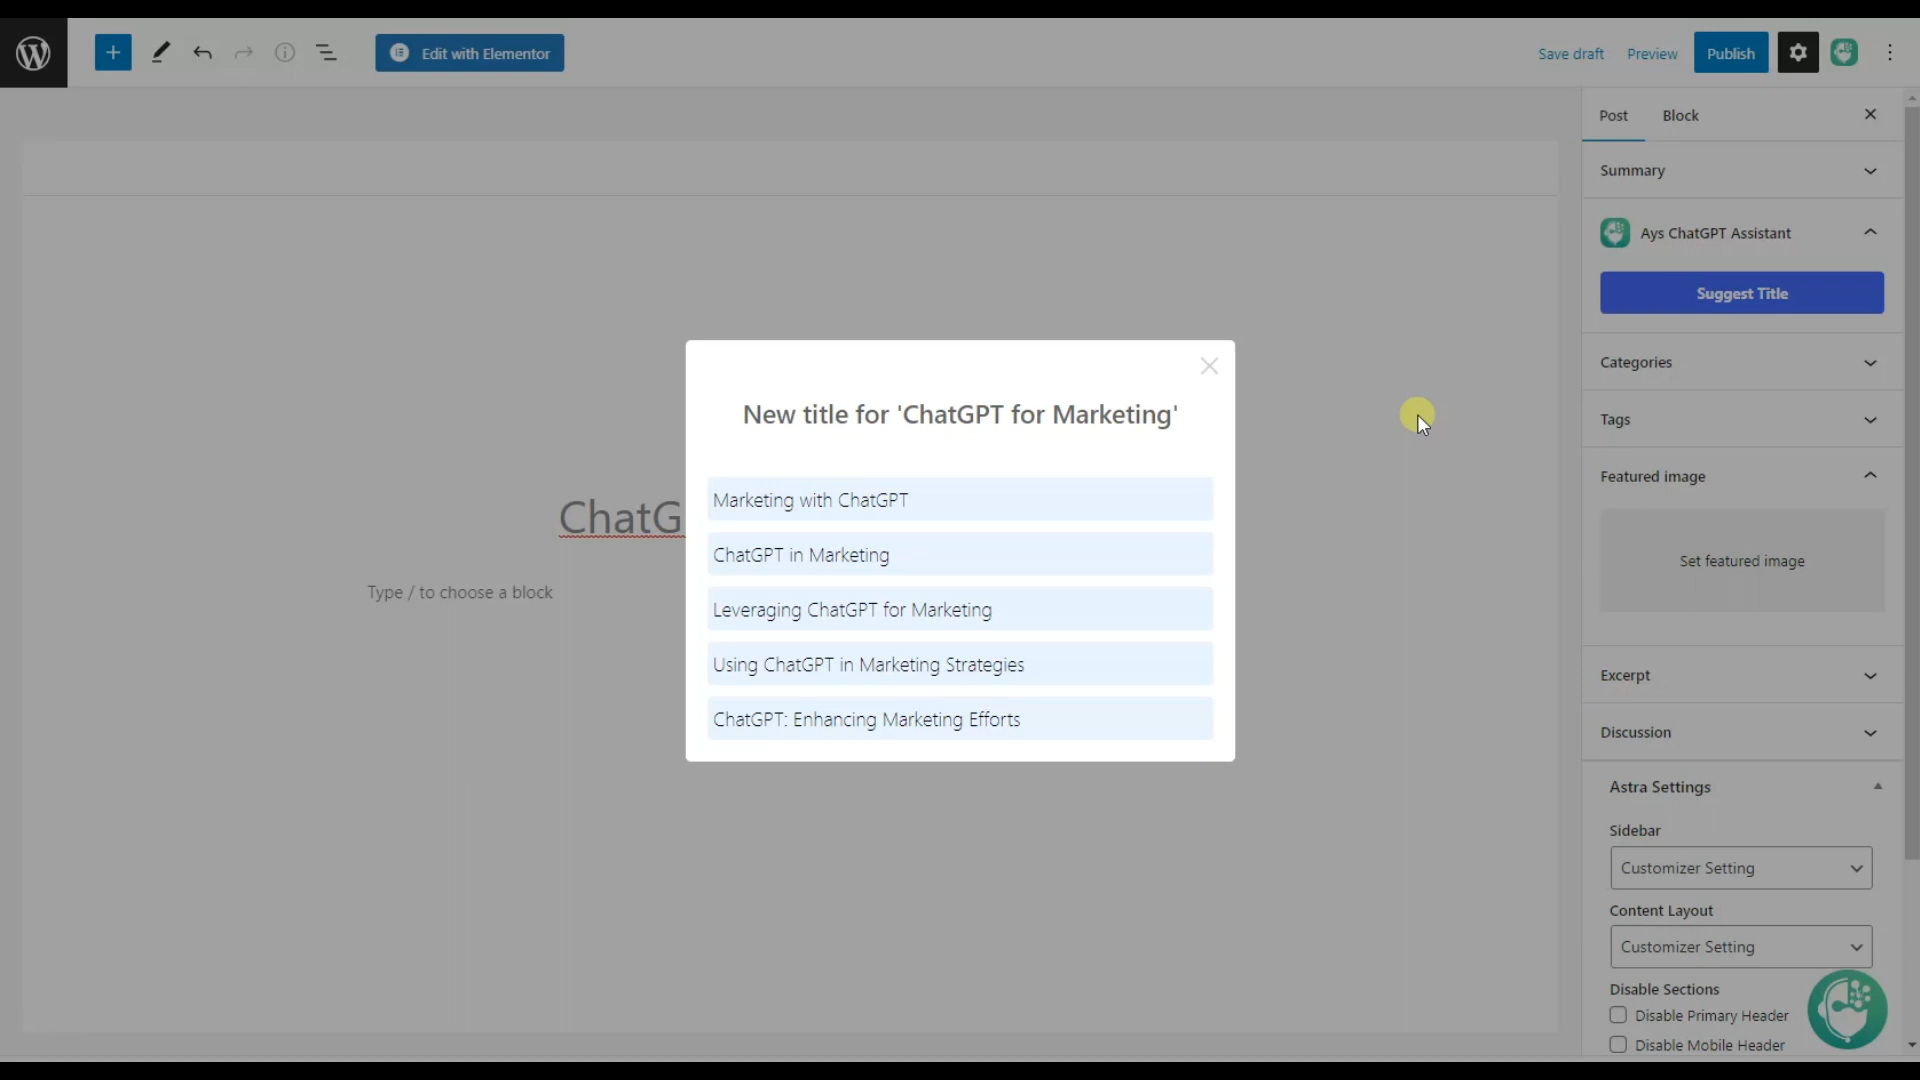 Edit with Elementor
Save draft
Preview
Publish
Post
Block
Summary
Ays ChatGPT Assistant
Suggest Title
Categories
Tags
Featured image
Set featured image
Excerpt
Discussion
Astra Settings
Sidebar
Customizer Setting
Content Layout
Customizer Setting
Disable Sections
Disable Primary Header
Disable Mobile Header
ChatG
Type / to choose a block
New title for 'ChatGPT for Marketing'
Marketing with ChatGPT
ChatGPT in Marketing
Leveraging ChatGPT for Marketing
Using ChatGPT in Marketing Strategies
ChatGPT: Enhancing Marketing Efforts